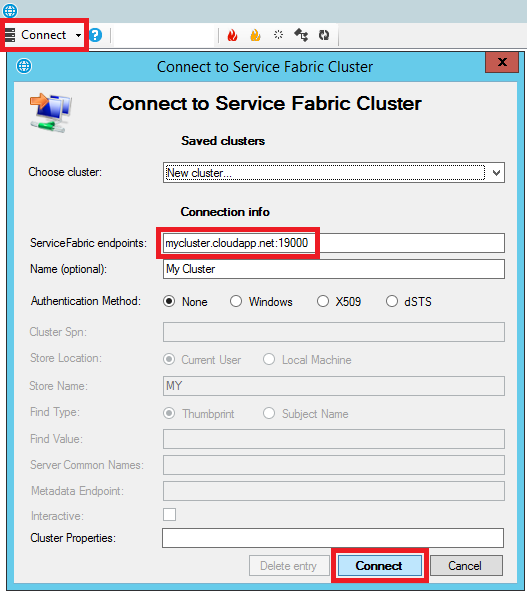 Connect
Connect to Service Fabric Cluster
X
Connect to Service Fabric Cluster
Saved clusters
Choose cluster: New cluster...
Connection info
ServiceFabric endpoints: mycluster.cloudapp.net:19000
Name (optional): My Cluster
Authentication Method: None Windows X509 dSTS
Cluster Spn:
Store Location: Current User Local Machine
Store Name: MY
Find Type: Thumbprint Subject Name
Find Value:
Server Common Names:
Metadata Endpoint:
Interactive:
Cluster Properties:
Delete entry Connect Cancel